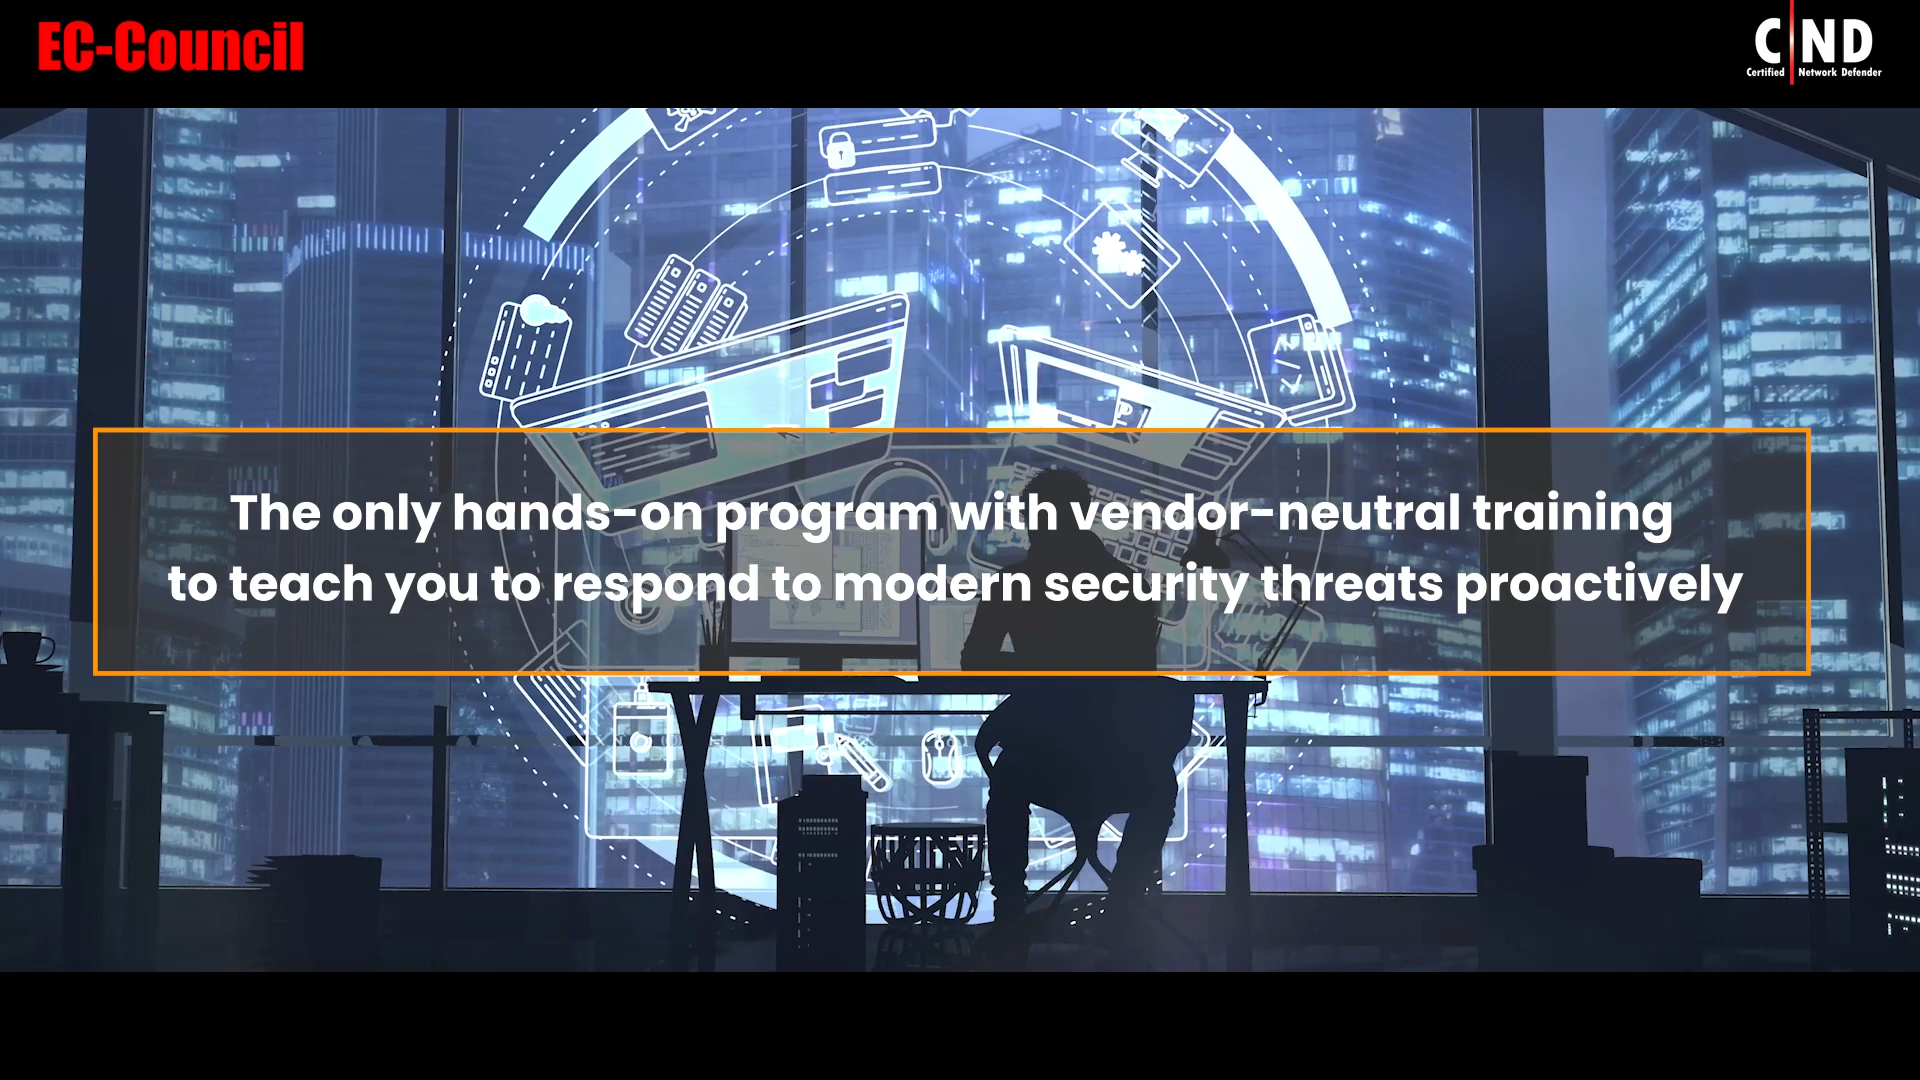 EC-Council
C|ND
Certified Network Defender
The only hands-on program with vendor-neutral training
to teach you to respond to modern security threats proactively